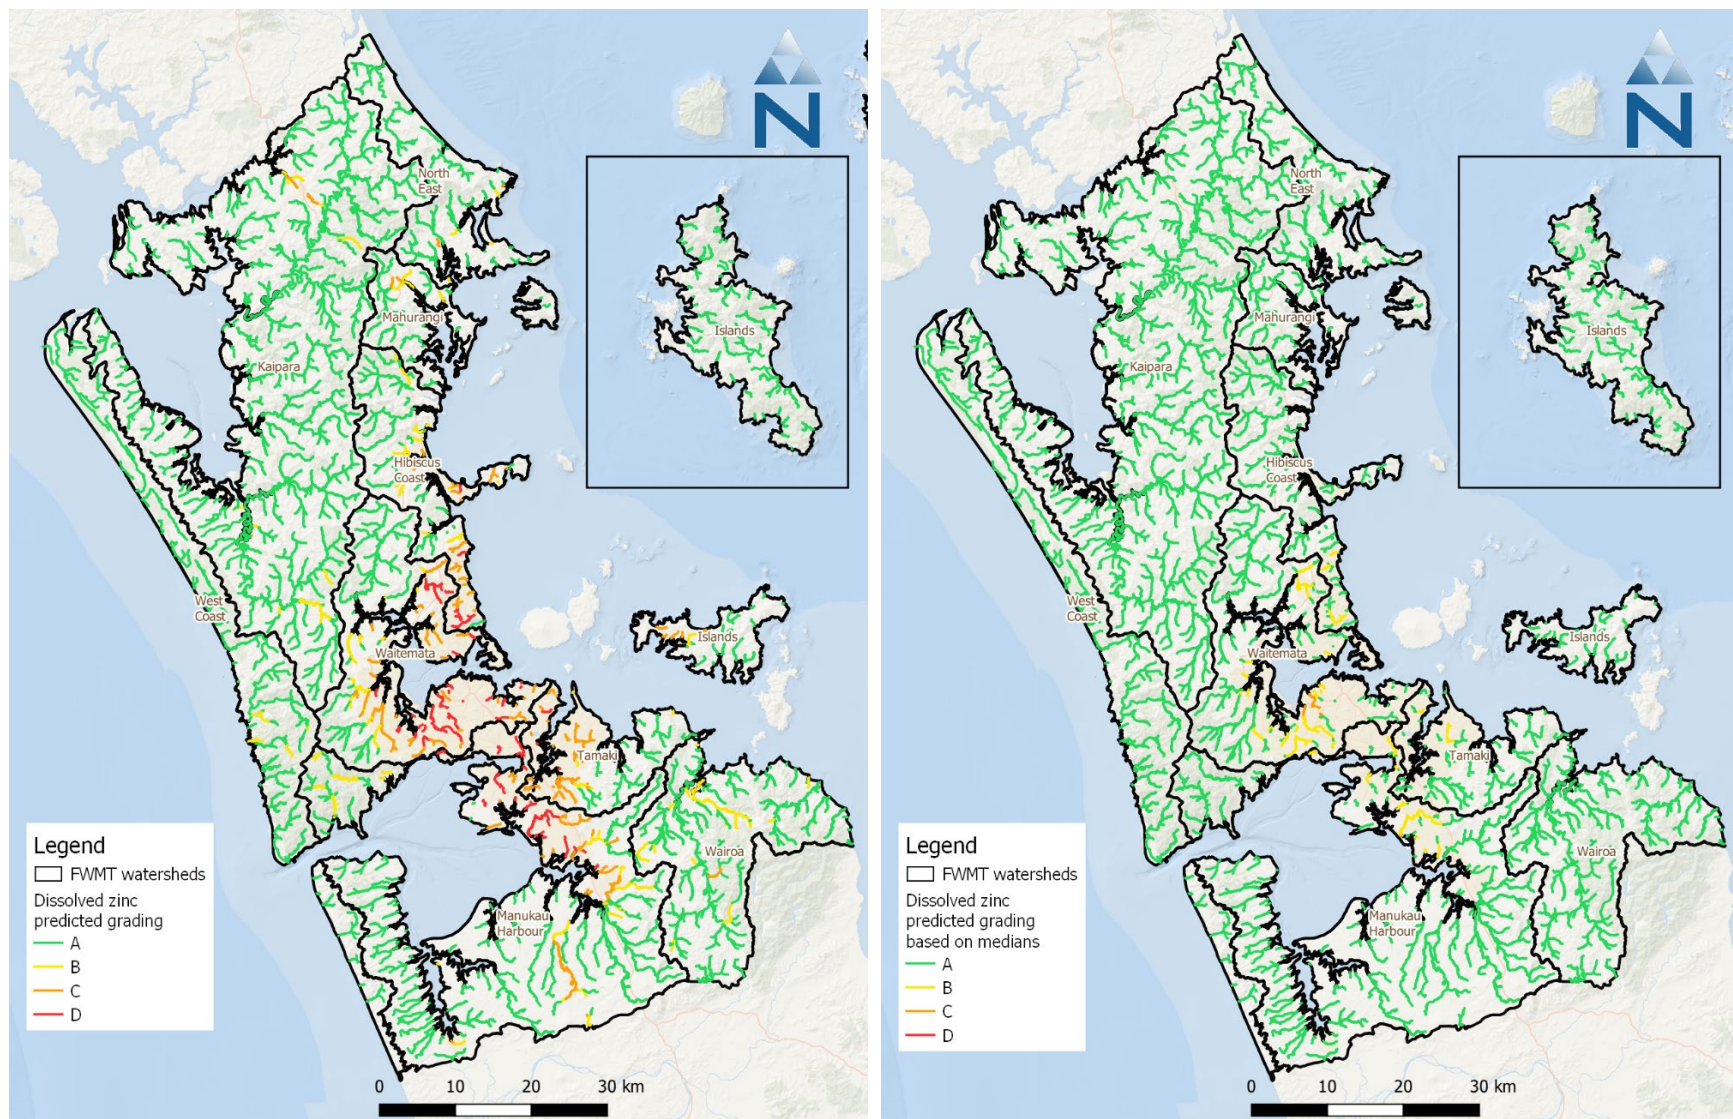 N
North
East
Mahurangi
Islands
Kaipara
Hibiscus
Coast
West
Coast
Waitemata
Islands
Tamaki
Wairoa
Manukau
Harbour
Legend
FWMT watersheds
Dissolved zinc
predicted grading
A
B
C
D
0 10 20 30 km
N
North
East
Mahurangi
Islands
Kaipara
Hibiscus
Coast
West
Coast
Waitemata
Islands
Tamaki
Wairoa
Manukau
Harbour
Legend
FWMT watersheds
Dissolved zinc
predicted grading
based on medians
A
B
C
D
0 10 20 30 km